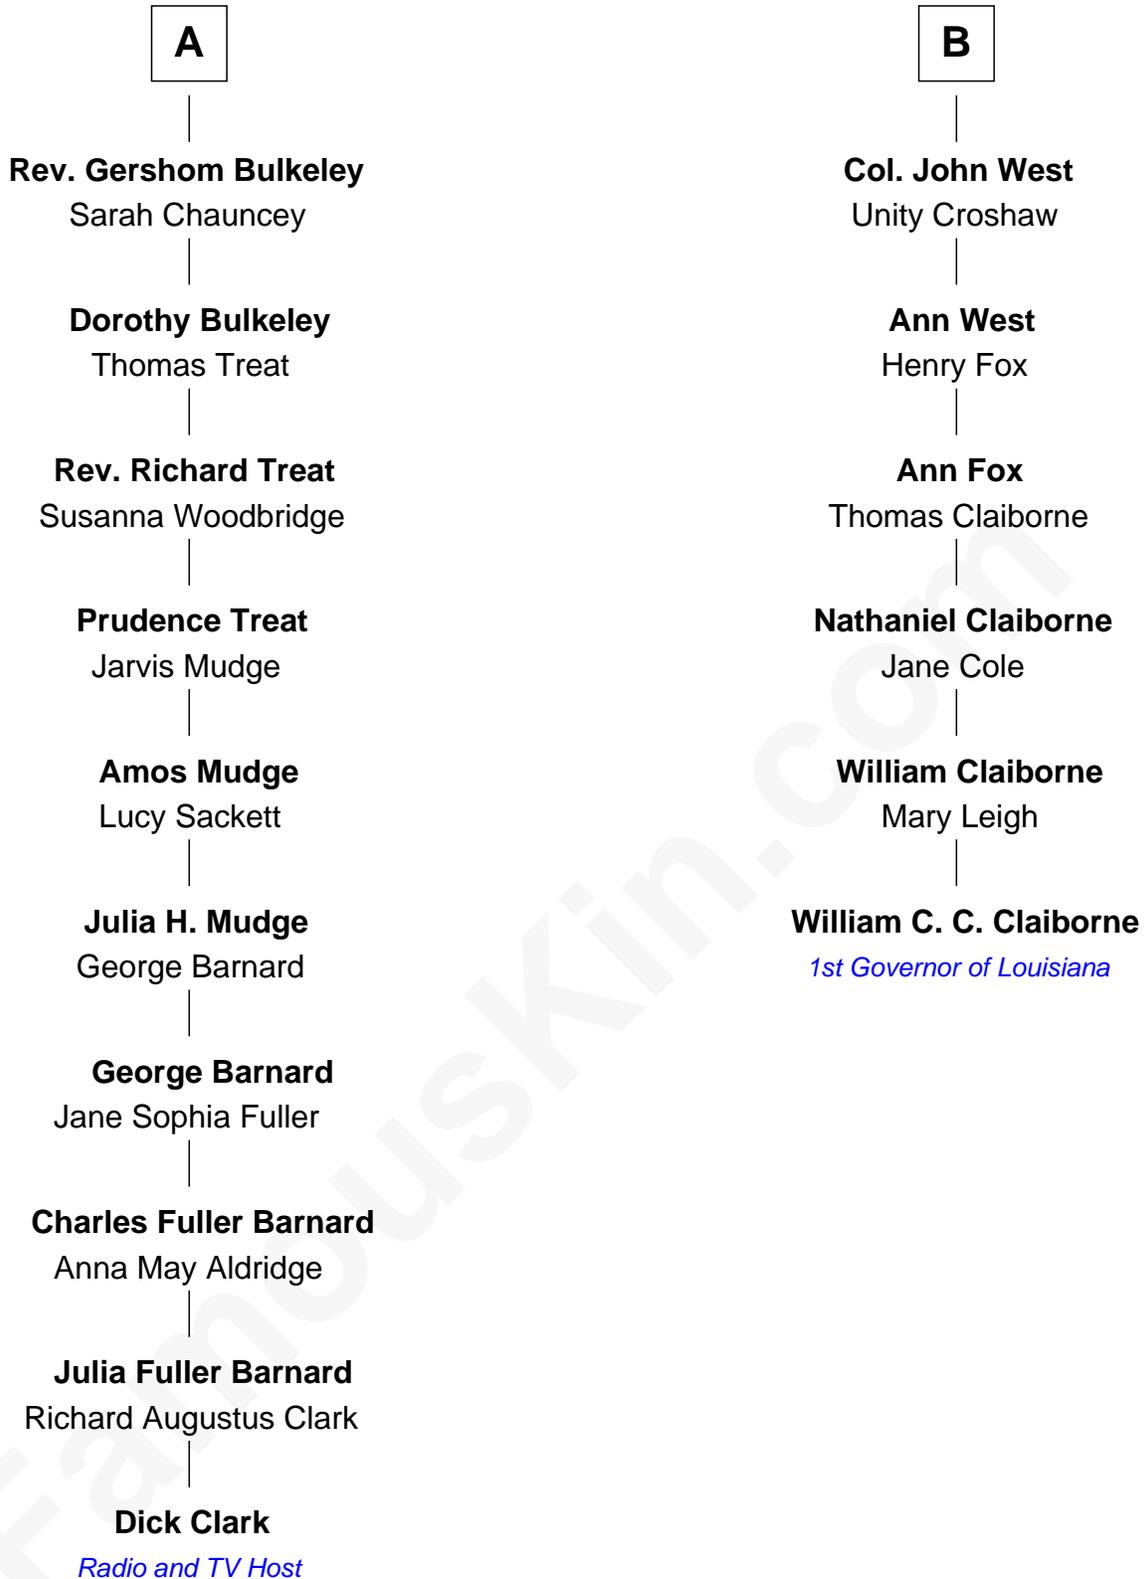 A
Rev. Gershom Bulkeley
Sarah Chauncey
Dorothy Bulkeley
Thomas Treat
Rev. Richard Treat
Susanna Woodbridge
Prudence Treat
Jarvis Mudge
Amos Mudge
Lucy Sackett
Julia H. Mudge
George Barnard
George Barnard
Jane Sophia Fuller
Charles Fuller Barnard
Anna May Aldridge
Julia Fuller Barnard
Richard Augustus Clark
Dick Clark
Radio and TV Host
B
Col. John West
Unity Croshaw
Ann West
Henry Fox
Ann Fox
Thomas Claiborne
Nathaniel Claiborne
Jane Cole
William Claiborne
Mary Leigh
William C. C. Claiborne
1st Governor of Louisiana
FamousKin.com